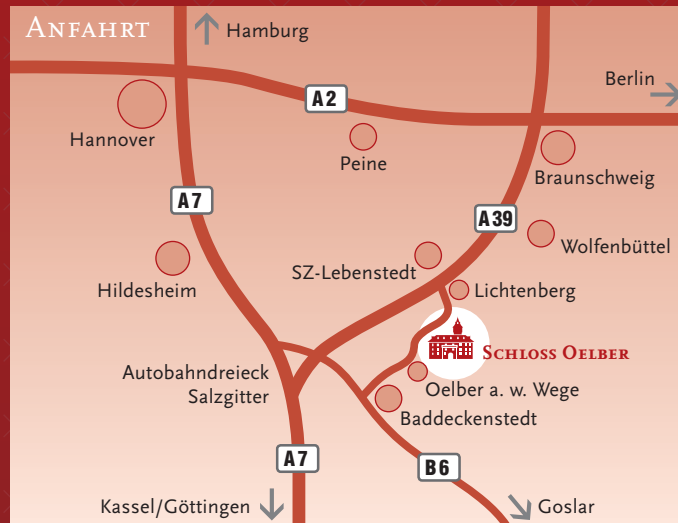 Anfahrt
Hamburg
Berlin
A2
Hannover
Peine
Braunschweig
A7
A39
Wolfenbüttel
SZ-Lebenstedt
Hildesheim
Lichtenberg
Schloss Oelber
Autobahndreieck
Salzgitter
Oelber a. w. Wege
Baddeckenstedt
A7
B6
Kassel/Göttingen
Goslar